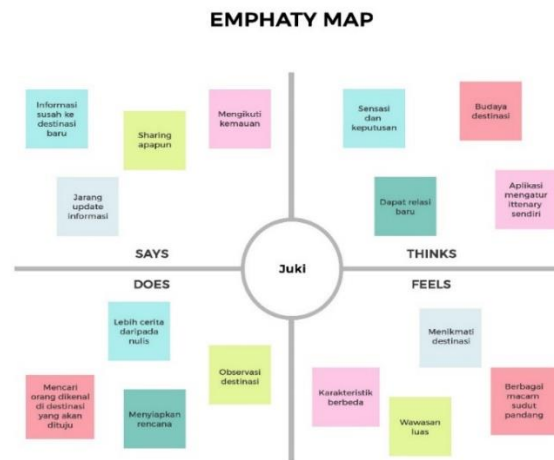 EMPHATY MAP
Informasi
susah ke
destinasi
baru
Sharing
apapun
Mengikuti
kemauan
Jarang
update
informasi
SAYS
Sensasi
dan
keputusan
Budaya
destinasi
Dapat relasi
baru
Aplikasi
mengatur
ittenary
sendiri
THINKS
Juki
DOES
Lebih cerita
daripada
nulis
Observasi
destinasi
Mencari
orang dikenal
di destinasi
yang akan
dituju
Menyiapkan
rencana
FEELS
Menikmati
destinasi
Karakteristik
berbeda
Wawasan
luas
Berbagai
macam
sudut
pandang